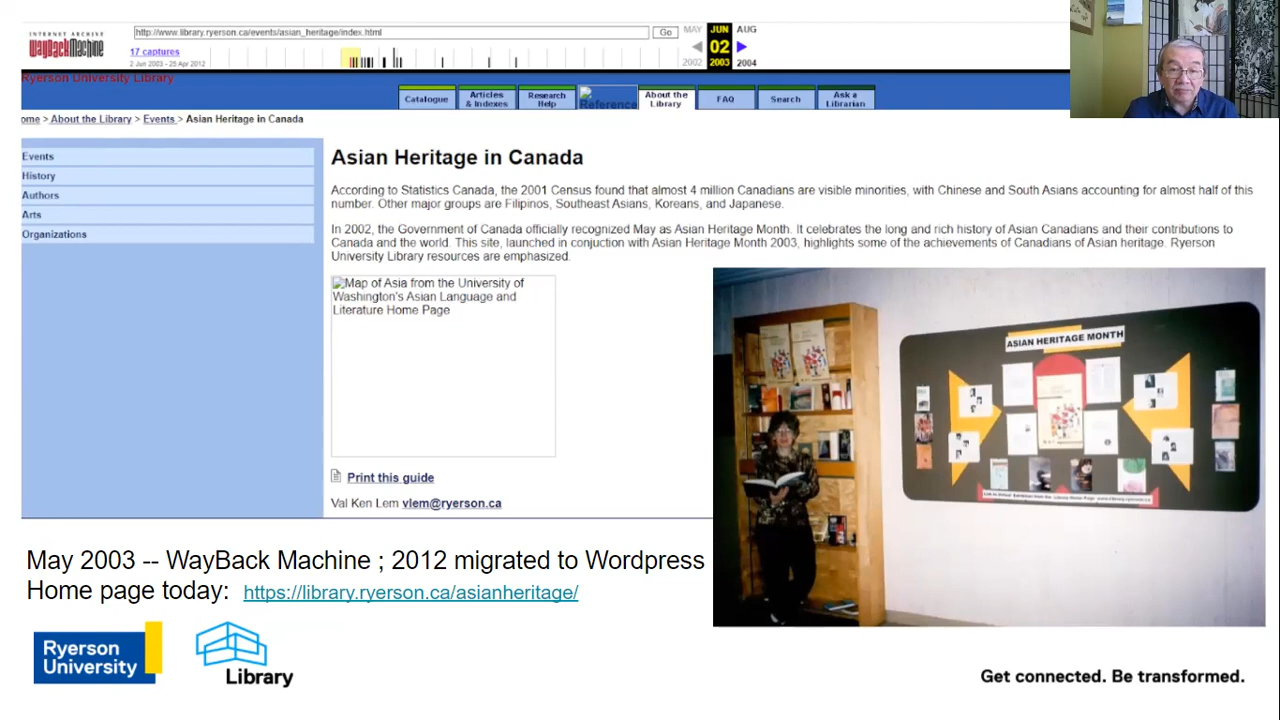 INTERNET ARCHIVE
WayBackMachine
http://www.library.ryerson.ca/events/asian_heritage/index.html
Go
MAY
JUN
AUG
17 captures
02
2 Jun 2003 - 25 Apr 2012
2002
2003
2004
Ryerson University Library
Catalogue
Articles & Indexes
Research Help
Reference
About the Library
FAQ
Search
Ask a Librarian
ome > About the Library > Events > Asian Heritage in Canada
Events
History
Authors
Arts
Organizations
Asian Heritage in Canada
According to Statistics Canada, the 2001 Census found that almost 4 million Canadians are visible minorities, with Chinese and South Asians accounting for almost half of this
number. Other major groups are Filipinos, Southeast Asians, Koreans, and Japanese.
In 2002, the Government of Canada officially recognized May as Asian Heritage Month. It celebrates the long and rich history of Asian Canadians and their contributions to
Canada and the world. This site, launched in conjuction with Asian Heritage Month 2003, highlights some of the achievements of Canadians of Asian heritage. Ryerson
University Library resources are emphasized.
Map of Asia from the University of
Washington's Asian Language and
Literature Home Page
Print this guide
Val Ken Lem vlem@ryerson.ca
ASIAN HERITAGE MONTH
May 2003 -- WayBack Machine ; 2012 migrated to Wordpress
Home page today: https://library.ryerson.ca/asianheritage/
Ryerson
University
Library
Get connected. Be transformed.